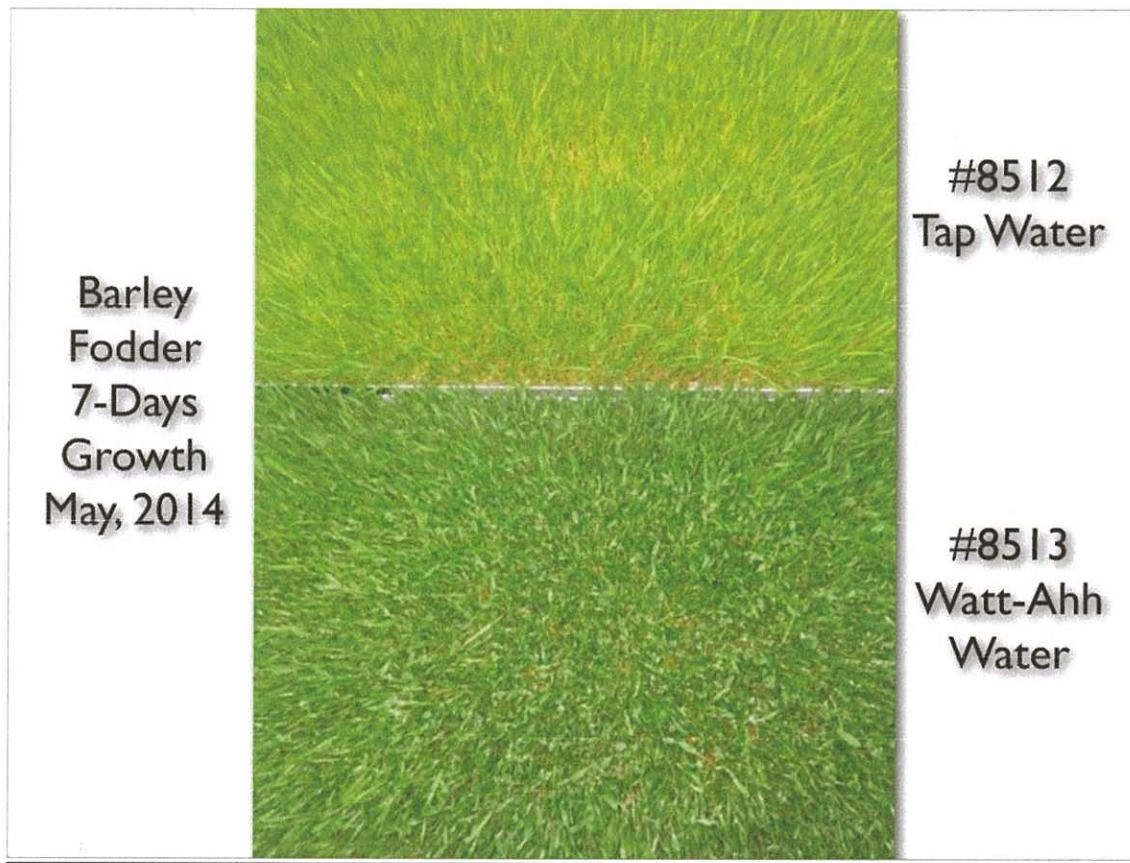 Barley
Fodder
7-Days
Growth
May, 2014
#8512
Tap Water
#8513
Watt-Ahh
Water